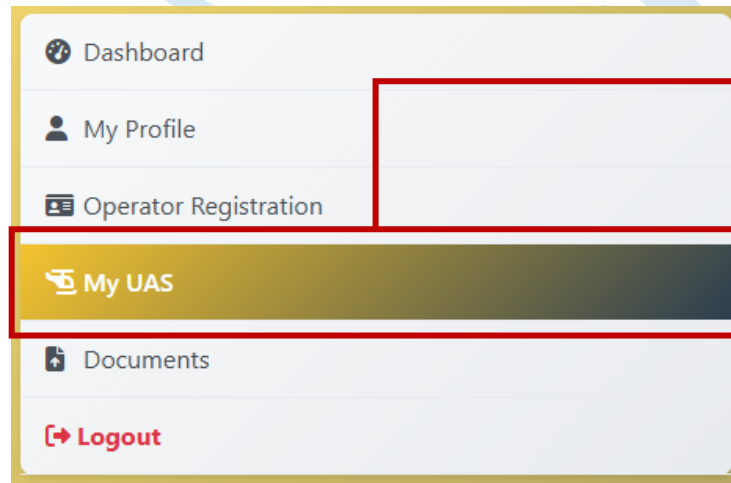 Dashboard
My Profile
Operator Registration
My UAS
Documents
Logout